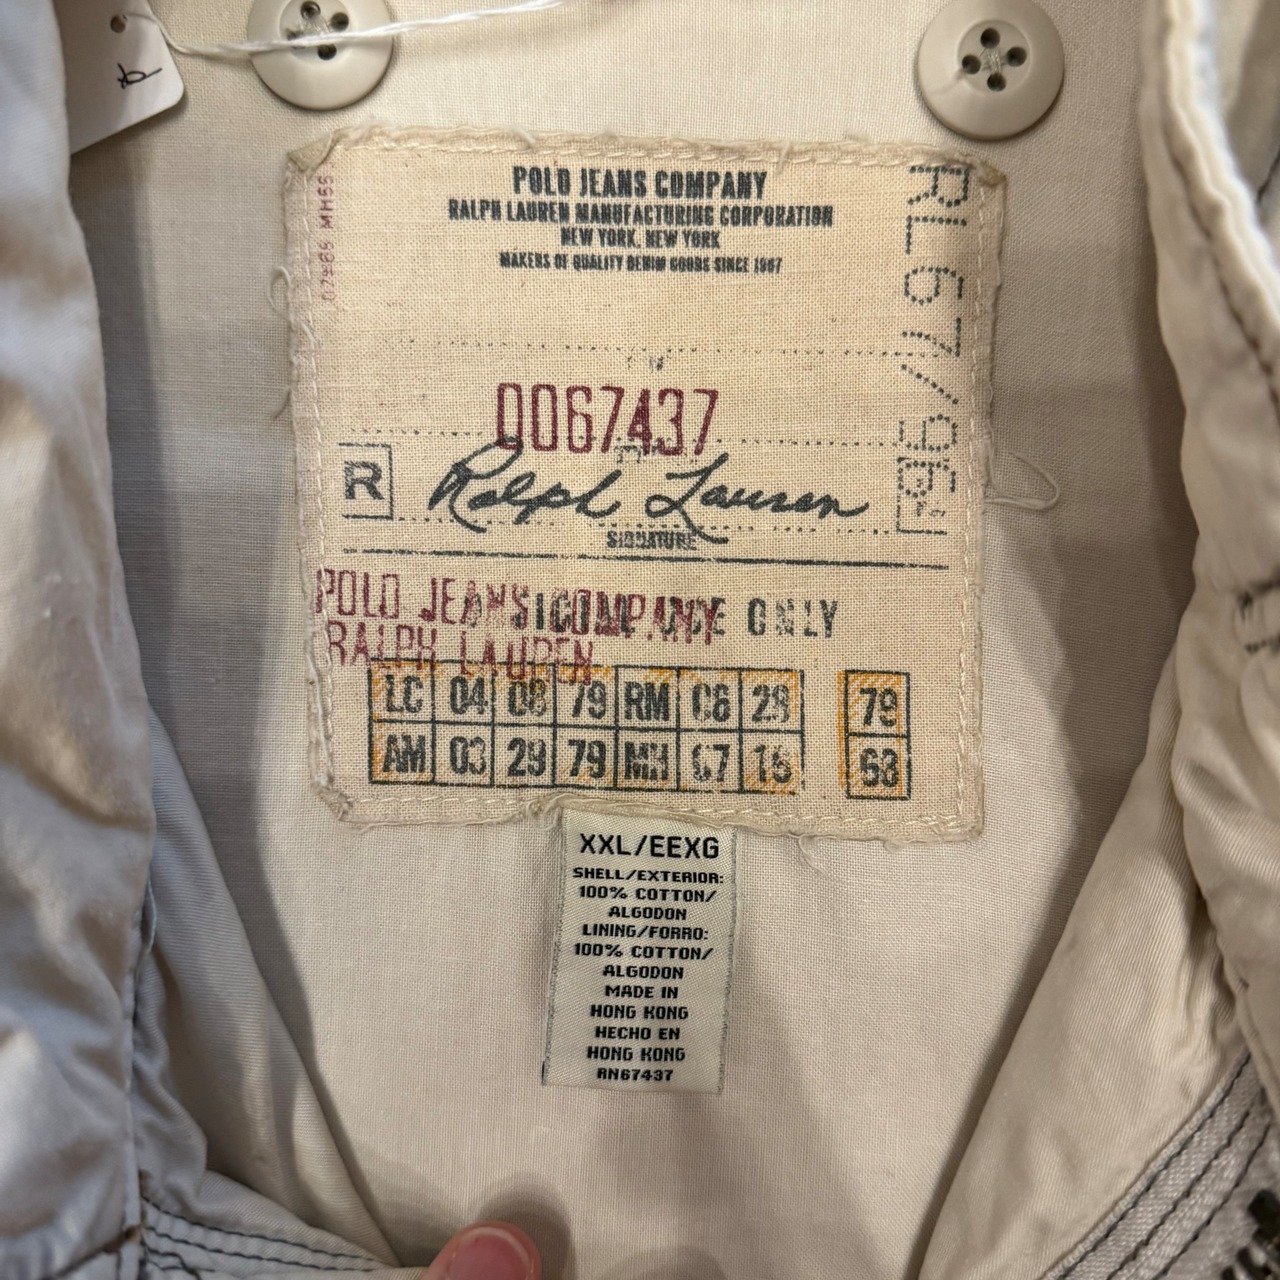 POLO JEANS COMPANY
RALPH LAUREN MANUFACTURING CORPORATION
NEW YORK, NEW YORK
MAKERS OF QUALITY DENIM GOODS SINCE 1967
RL67/96
0067437
R
Ralph Lauren
SIGNATURE
POLO JEANS COMPANY
ONLY
RALPH LAUREN
LC 04 08 79 RM 06 28 79
AM 03 29 79 MH 07 16 63
XXL/EEXG
SHELL/EXTERIOR:
100% COTTON/
ALGODON
LINING/FORRO:
100% COTTON/
ALGODON
MADE IN
HONG KONG
HECHO EN
HONG KONG
RN67437